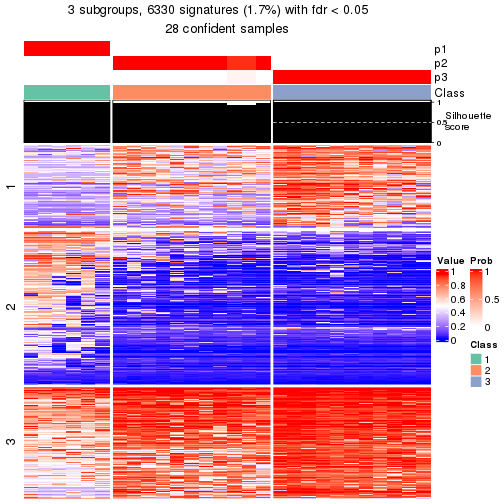 3 subgroups, 6330 signatures (1.7%) with fdr < 0.05
28 confident samples
p1
p2
p3
Class
1
0.5
0
Silhouette
score
1
2
3
Value
1
0.8
0.6
0.4
0.2
0
Prob
1
0.5
0
Class
1
2
3